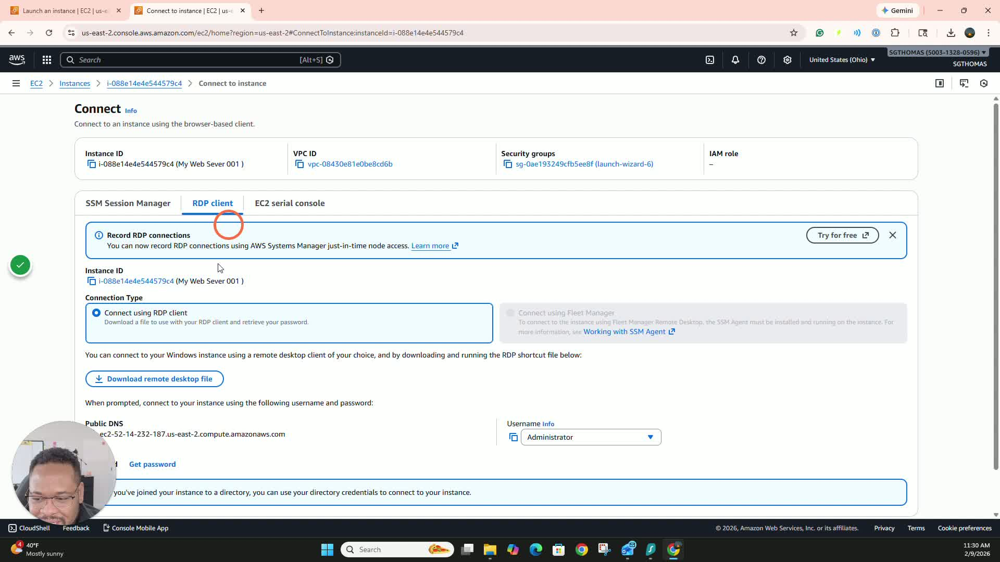 Launch an instance | EC2 | us-e
Connect to instance | EC2 | us-e
Gemini
us-east-2.console.aws.amazon.com/ec2/home?region=us-east-2#ConnectToInstance:instanceId=i-088e14e4e544579c4
aws
Search
[Alt+S]
United States (Ohio)
SGTHOMAS (5003-1328-0596)
SGTHOMAS
EC2
Instances
i-088e14e4e544579c4
Connect to instance
Connect Info
Connect to an instance using the browser-based client.
Instance ID
i-088e14e4e544579c4 (My Web Sever 001 )
VPC ID
vpc-08430e81e0be8cd6b
Security groups
sg-0ae193249cfb5ee8f (launch-wizard-6)
IAM role
–
SSM Session Manager
RDP client
EC2 serial console
Record RDP connections
You can now record RDP connections using AWS Systems Manager just-in-time node access. Learn more
Try for free
Instance ID
i-088e14e4e544579c4 (My Web Sever 001 )
Connection Type
Connect using RDP client
Download a file to use with your RDP client and retrieve your password.
Connect using Fleet Manager
To connect to the instance using Fleet Manager Remote Desktop, the SSM Agent must be installed and running on the instance. For
more information, see Working with SSM Agent
You can connect to your Windows instance using a remote desktop client of your choice, and by downloading and running the RDP shortcut file below:
Download remote desktop file
When prompted, connect to your instance using the following username and password:
Public DNS
ec2-52-14-232-187.us-east-2.compute.amazonaws.com
Username Info
Administrator
Get password
you've joined your instance to a directory, you can use your directory credentials to connect to your instance.
CloudShell
Feedback
Console Mobile App
© 2026, Amazon Web Services, Inc. or its affiliates.
Privacy
Terms
Cookie preferences
4
40°F
Mostly sunny
Search
11:30 AM
2/9/2026